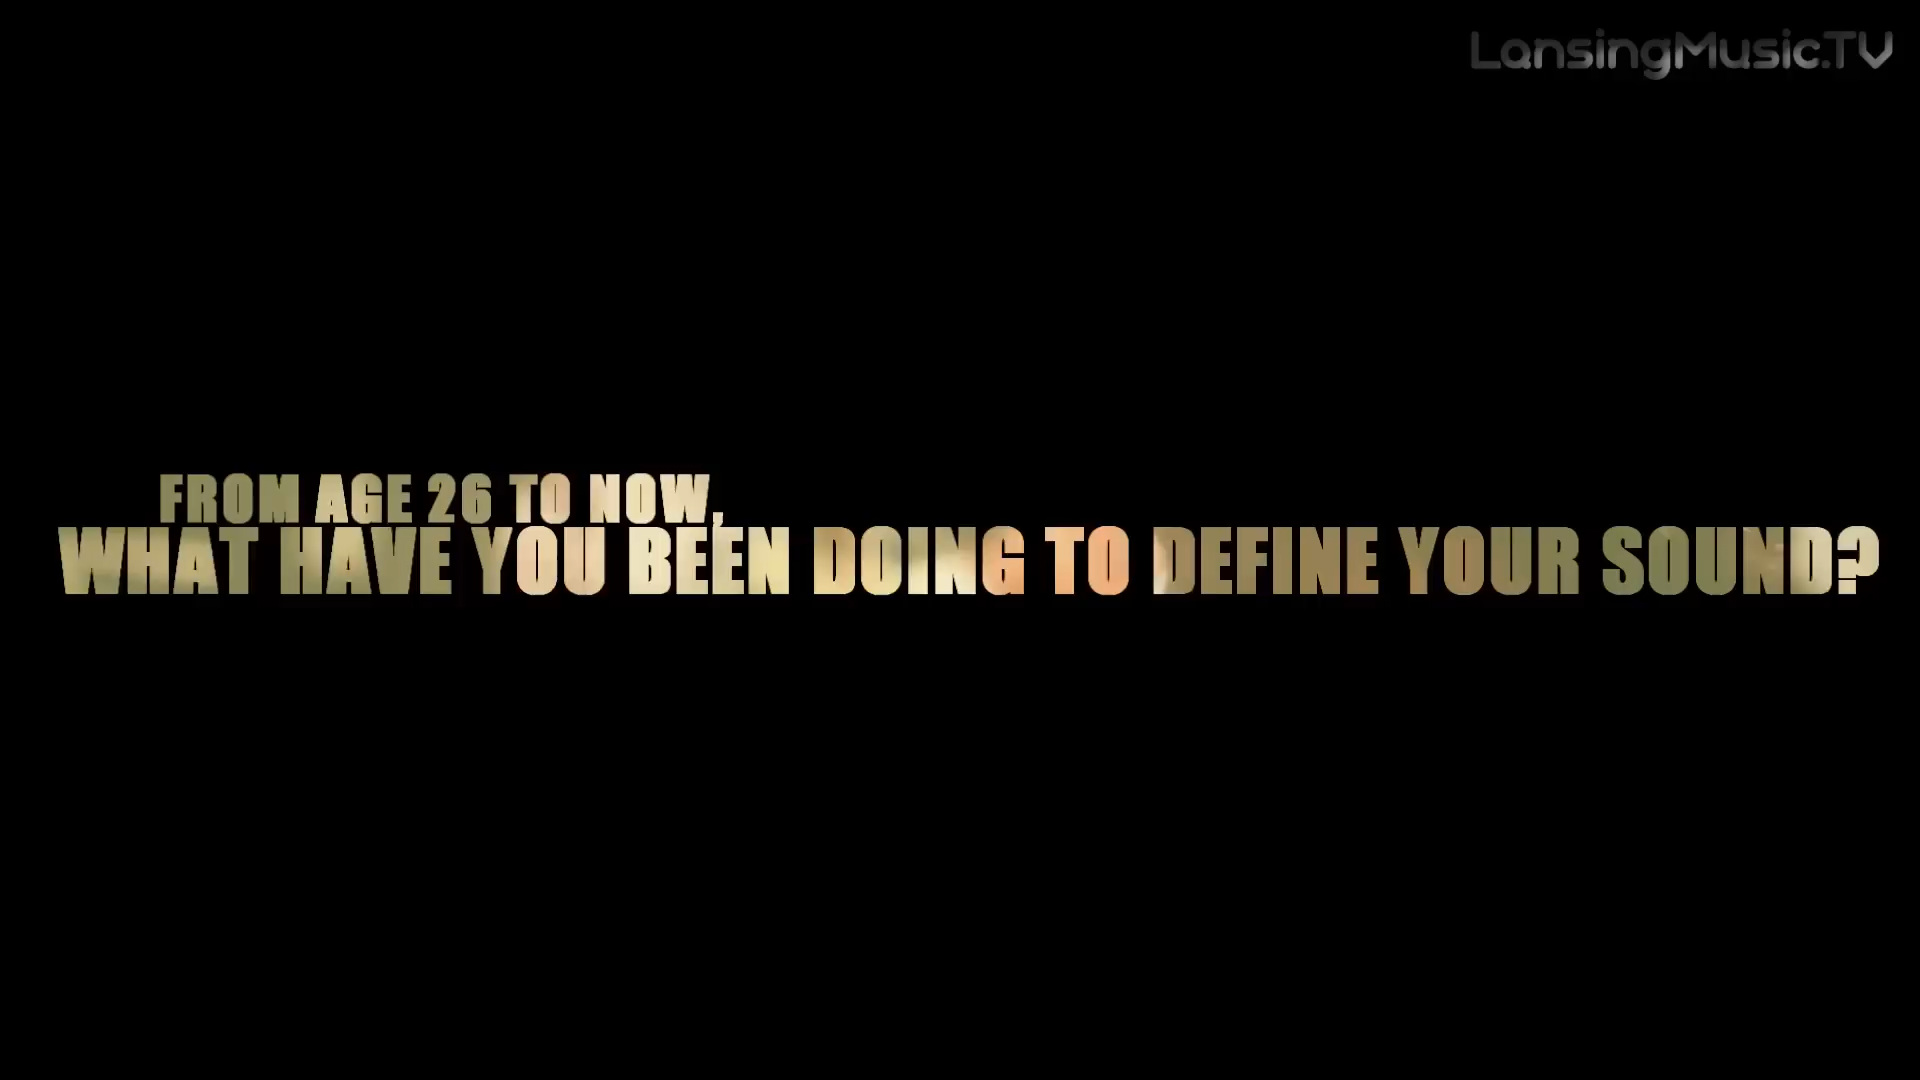 LansingMusic.TV
FROM AGE 26 TO NOW,
WHAT HAVE YOU BEEN DOING TO DEFINE YOUR SOUND?